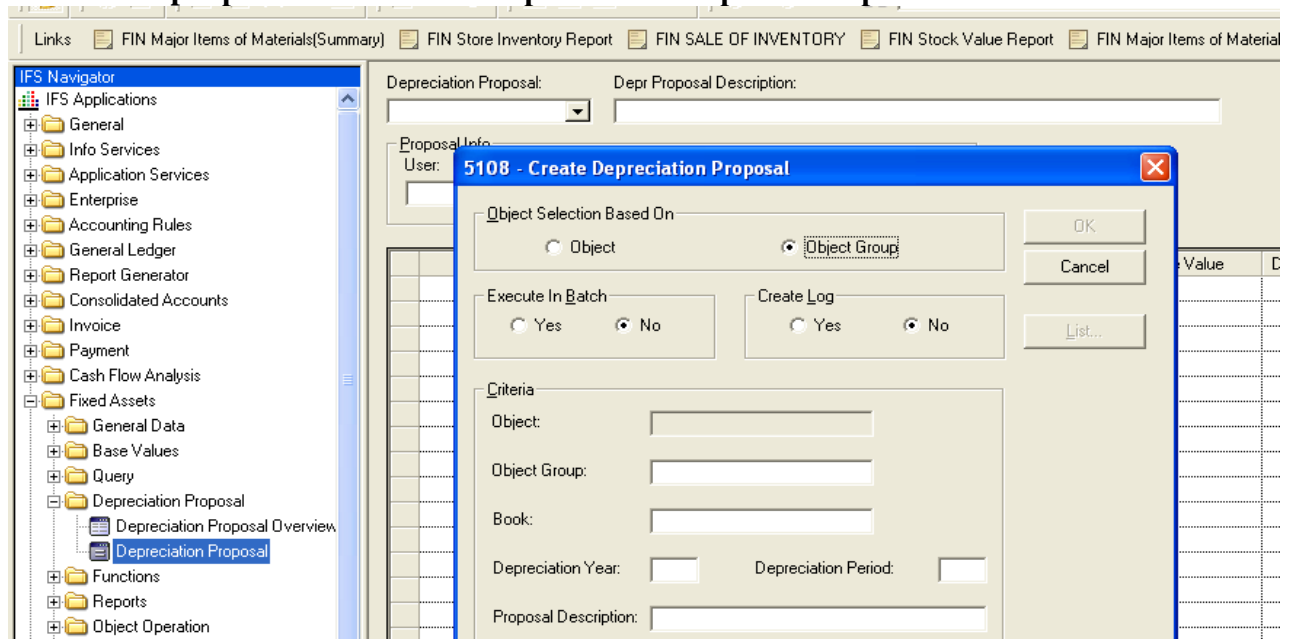 Links FIN Major Items of Materials(Summary) FIN Store Inventory Report FIN SALE OF INVENTORY FIN Stock Value Report FIN Major Items of Material
IFS Navigator
IFS Applications
General
Info Services
Application Services
Enterprise
Accounting Rules
General Ledger
Report Generator
Consolidated Accounts
Invoice
Payment
Cash Flow Analysis
Fixed Assets
General Data
Base Values
Query
Depreciation Proposal
Depreciation Proposal Overview
Depreciation Proposal
Functions
Reports
Object Operation
Depreciation Proposal: Depr Proposal Description:
Proposal Info
User:
Value D
5108 - Create Depreciation Proposal
Object Selection Based On
Object Object Group
OK
Cancel
List...
Execute In Batch
Yes No
Create Log
Yes No
Criteria
Object:
Object Group:
Book:
Depreciation Year: Depreciation Period:
Proposal Description: